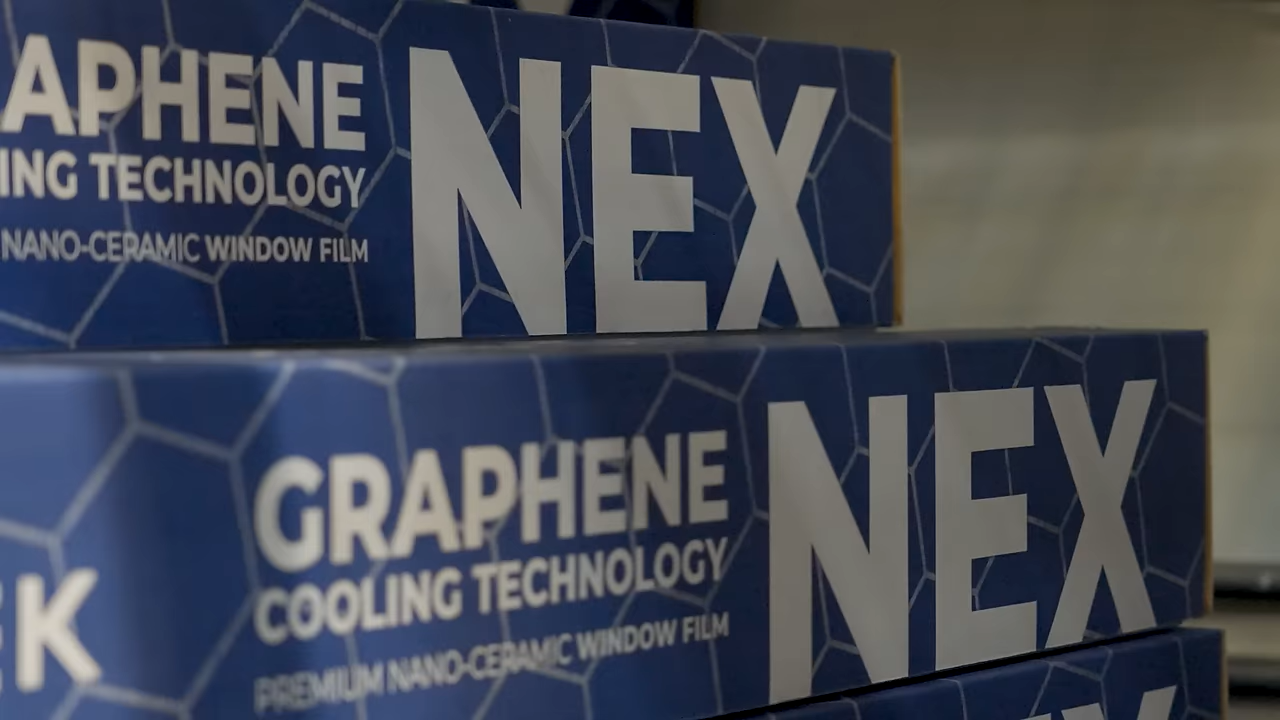 APHENE
ING TECHNOLOGY
NANO-CERAMIC WINDOW FILM
NEX
GRAPHENE
COOLING TECHNOLOGY
PREMIUM NANO-CERAMIC WINDOW FILM
NEX
K